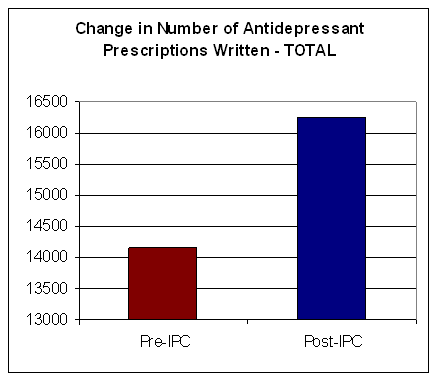 Change in Number of Antidepressant
Prescriptions Written - TOTAL
16500
16000
15500
15000
14500
14000
13500
13000
Pre-IPC
Post-IPC